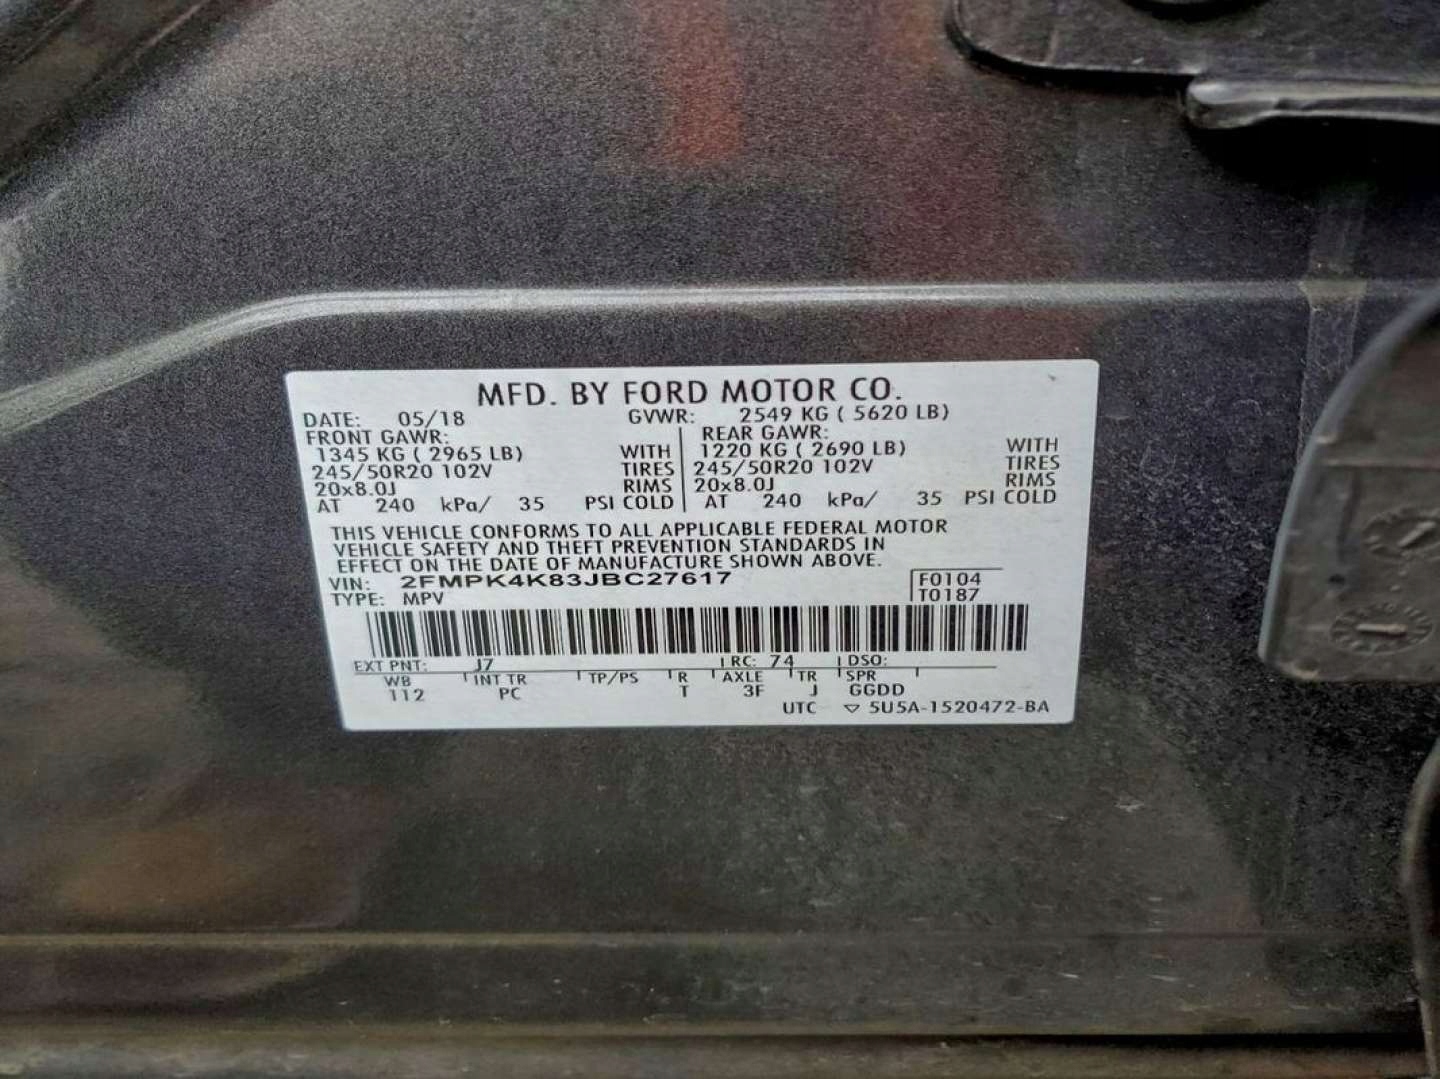 MFD. BY FORD MOTOR CO.
DATE: 05/18 GVWR: 2549 KG ( 5620 LB)
FRONT GAWR: REAR GAWR:
1345 KG ( 2965 LB) WITH 1220 KG ( 2690 LB) WITH
245/50R20 102V TIRES 245/50R20 102V TIRES
20x8.0J RIMS 20x8.0J RIMS
AT 240 kPa/ 35 PSI COLD AT 240 kPa/ 35 PSI COLD
THIS VEHICLE CONFORMS TO ALL APPLICABLE FEDERAL MOTOR
VEHICLE SAFETY AND THEFT PREVENTION STANDARDS IN
EFFECT ON THE DATE OF MANUFACTURE SHOWN ABOVE.
VIN: 2FMPK4K83JBC27617 F0104
TYPE: MPV T0187
EXT PNT: J7 RC: 74 DSO:
WB INT TR TP/PS R AXLE TR SPR
112 PC T 3F J GGDD
UTC ▽ 5U5A-1520472-BA